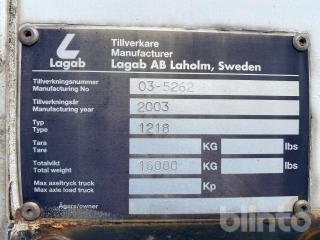 Tillverkare
Manufacturer
Lagab Lagab AB Laholm, Sweden
Tillverkningsnummer
Manufacturing No 03-5262
Tillverkningsår
Manufacturing year 2003
Typ
Type 1218
Tara
Tare KG lbs
Totalvikt
Total weight 16000 KG lbs
Max axeltryck truck
Max axle load truck Kp
Ägare/owner
blinto